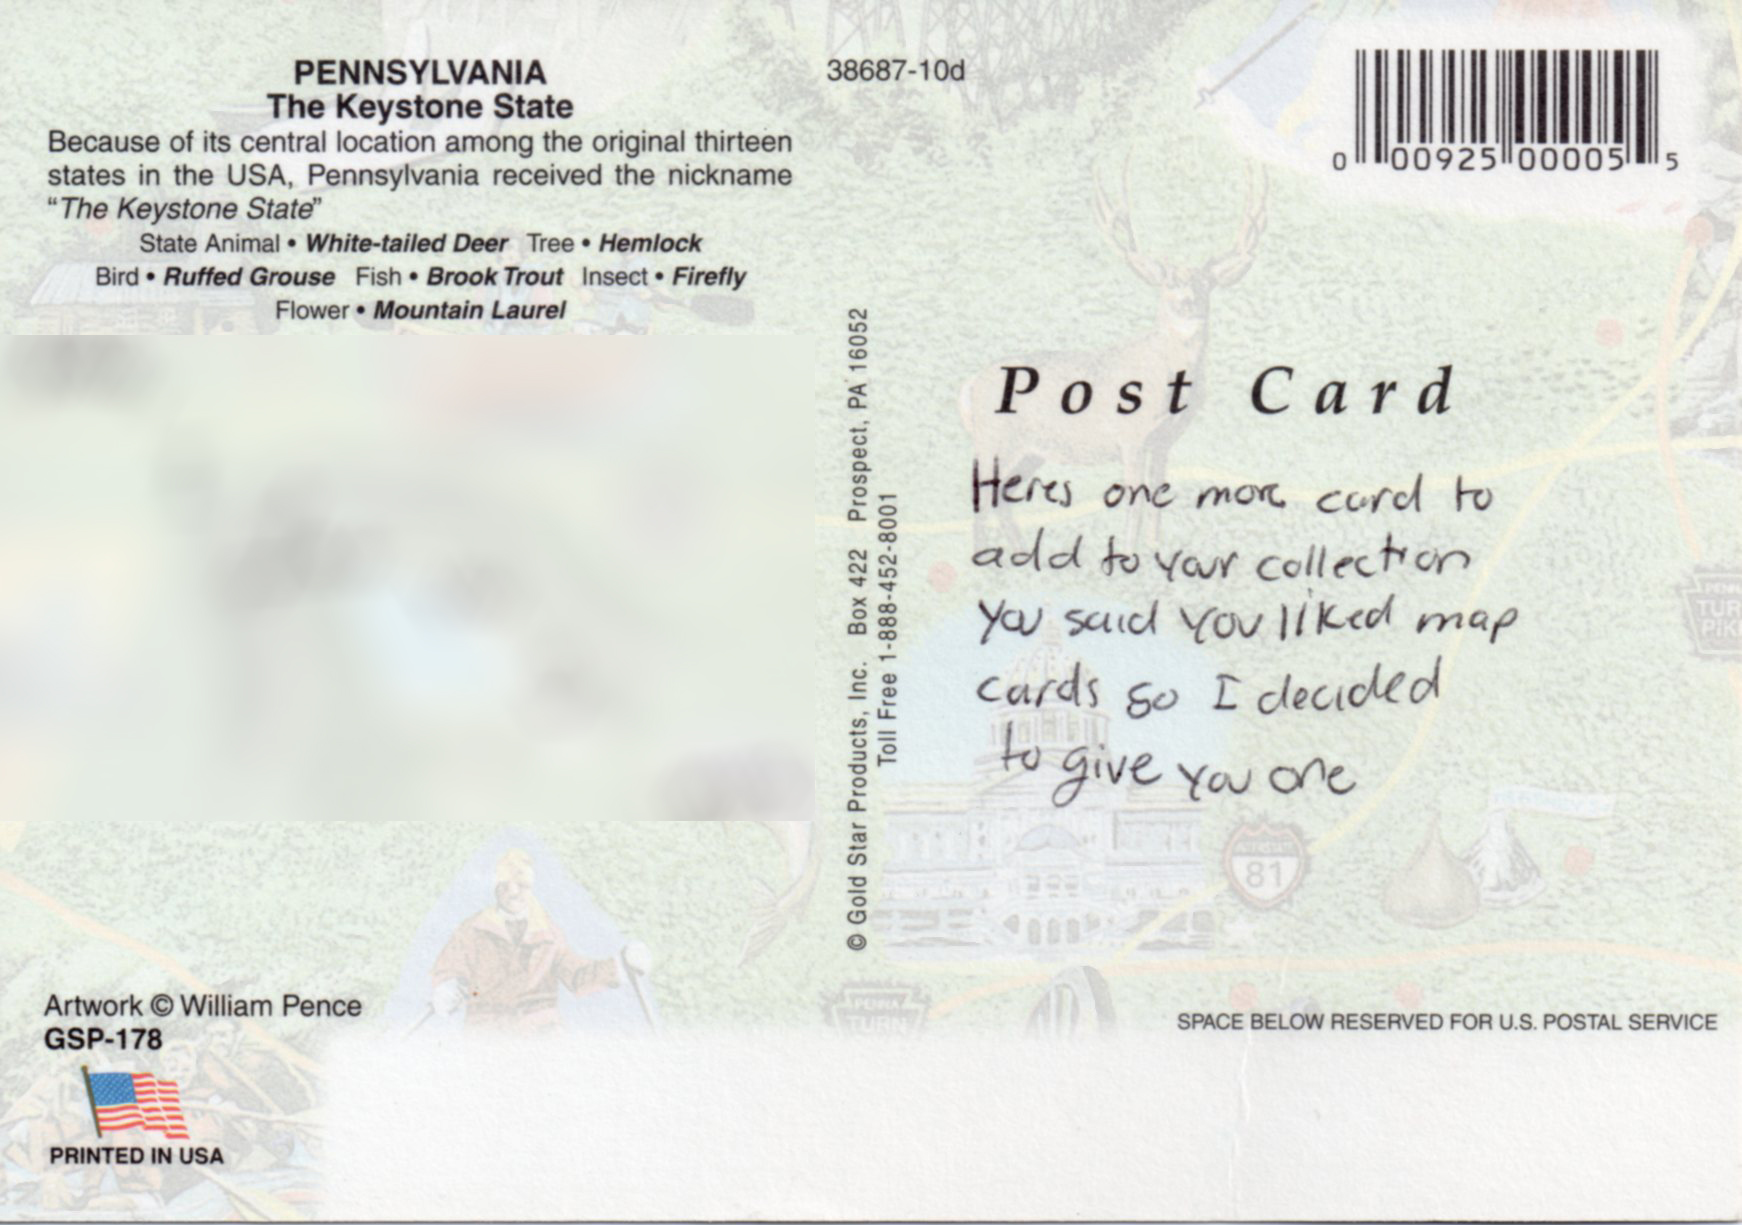 PENNSYLVANIA
The Keystone State
Because of its central location among the original thirteen
states in the USA, Pennsylvania received the nickname
“The Keystone State”
State Animal • White-tailed Deer Tree • Hemlock
Bird • Ruffed Grouse Fish • Brook Trout Insect • Firefly
Flower • Mountain Laurel
Artwork © William Pence
GSP-178
PRINTED IN USA
38687-10d
© Gold Star Products, Inc. Box 422 Prospect, PA 16052
Toll Free 1-888-452-8001
0 00925 00005 5
Post Card
Heres one more card to
add to your collection
you said you liked map
cards so I decided
to give you one
81
PENNA
TUR
PIK
PENNA
SPACE BELOW RESERVED FOR U.S. POSTAL SERVICE